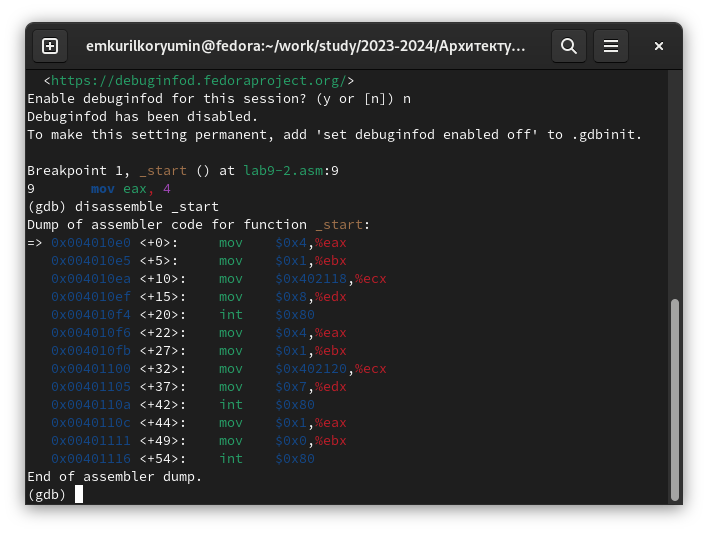 emkurilkoryumin@fedora:~/work/study/2023-2024/Архитекту...
<https://debuginfod.fedoraproject.org/>
Enable debuginfod for this session? (y or [n]) n
Debuginfod has been disabled.
To make this setting permanent, add 'set debuginfod enabled off' to .gdbinit.
Breakpoint 1, _start () at lab9-2.asm:9
9       mov eax, 4
(gdb) disassemble _start
Dump of assembler code for function _start:
=> 0x004010e0 <+0>:     mov    $0x4,%eax
   0x004010e5 <+5>:     mov    $0x1,%ebx
   0x004010ea <+10>:    mov    $0x402118,%ecx
   0x004010ef <+15>:    mov    $0x8,%edx
   0x004010f4 <+20>:    int    $0x80
   0x004010f6 <+22>:    mov    $0x4,%eax
   0x004010fb <+27>:    mov    $0x1,%ebx
   0x00401100 <+32>:    mov    $0x402120,%ecx
   0x00401105 <+37>:    mov    $0x7,%edx
   0x0040110a <+42>:    int    $0x80
   0x0040110c <+44>:    mov    $0x1,%eax
   0x00401111 <+49>:    mov    $0x0,%ebx
   0x00401116 <+54>:    int    $0x80
End of assembler dump.
(gdb)